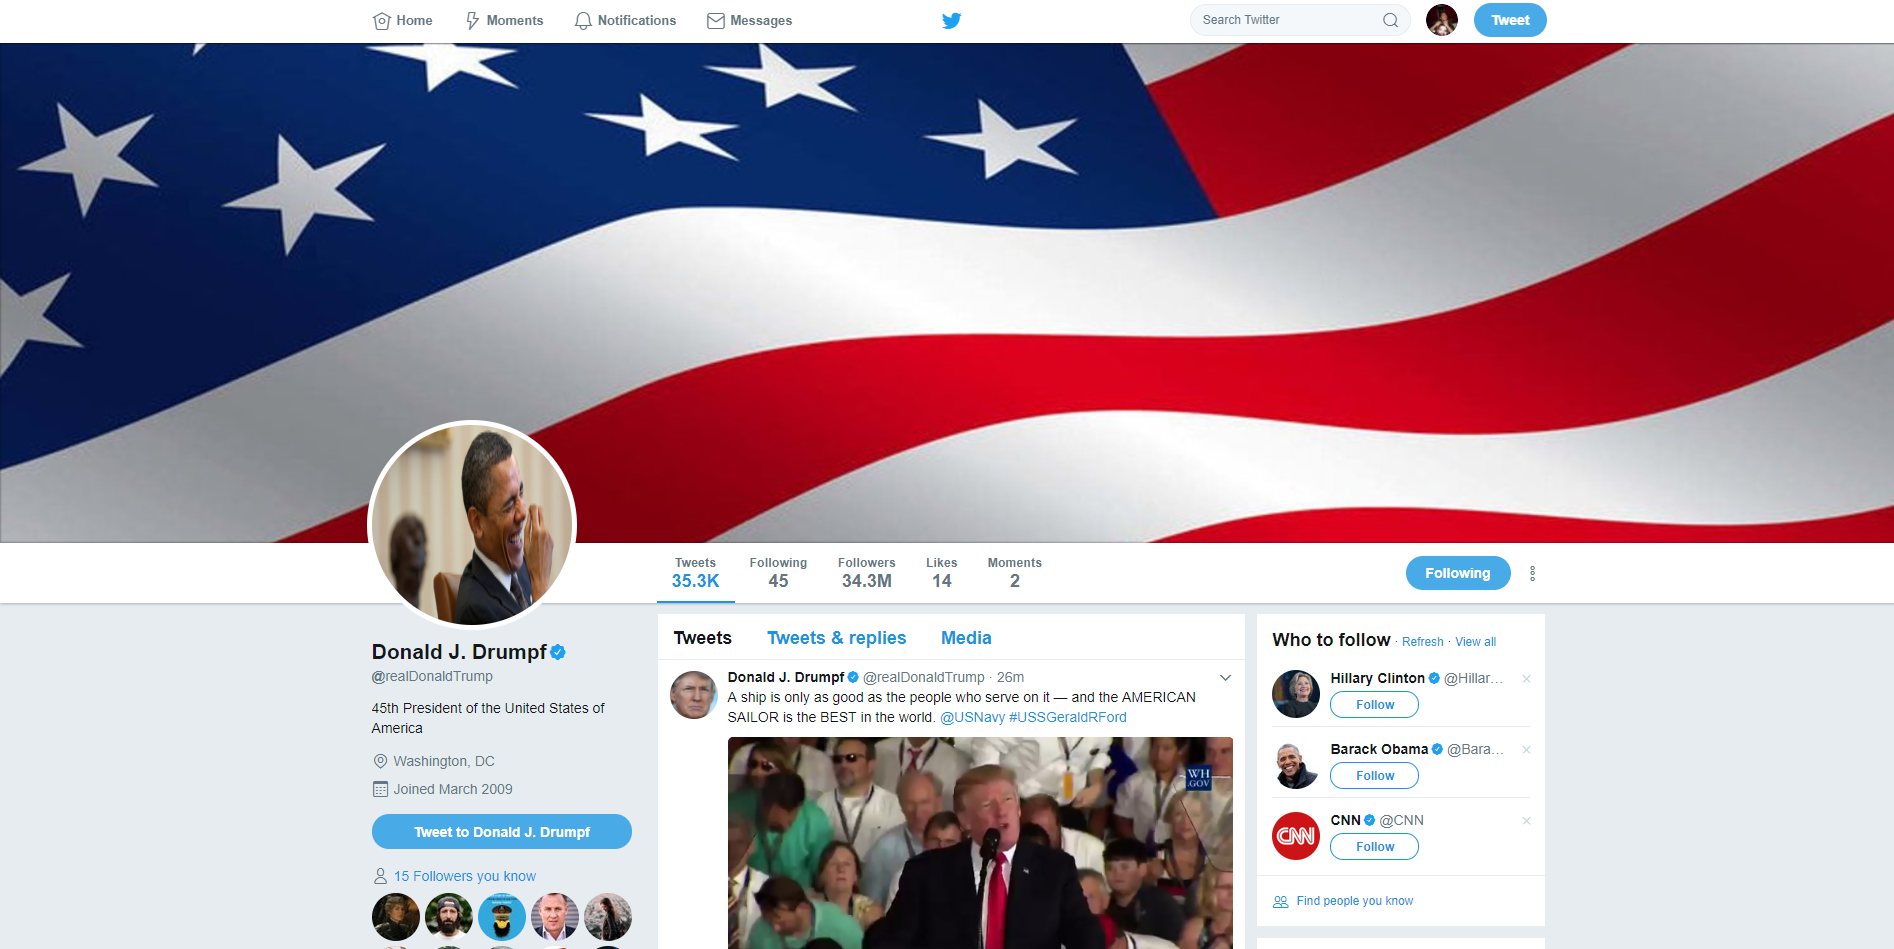 Home
Moments
Notifications
Messages
Search Twitter
Tweet
Tweets
35.3K
Following
45
Followers
34.3M
Likes
14
Moments
2
Following
Donald J. Drumpf
@realDonaldTrump
45th President of the United States of
America
Washington, DC
Joined March 2009
Tweet to Donald J. Drumpf
15 Followers you know
Tweets
Tweets & replies
Media
Donald J. Drumpf @realDonaldTrump · 26m
A ship is only as good as the people who serve on it — and the AMERICAN
SAILOR is the BEST in the world. @USNavy #USSGeraldRFord
WH
.GOV
Who to follow · Refresh · View all
Hillary Clinton @Hillar...
Follow
Barack Obama @Bara...
Follow
CNN
CNN @CNN
Follow
Find people you know